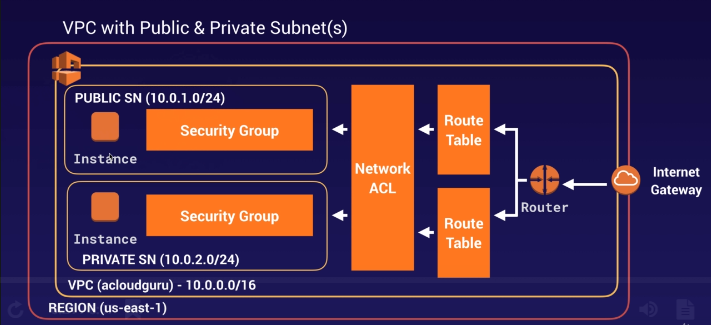 VPC with Public & Private Subnet(s)
PUBLIC SN (10.0.1.0/24)
Instance
Security Group
Network
ACL
Route
Table
Router
Internet
Gateway
Instance
Security Group
Route
Table
PRIVATE SN (10.0.2.0/24)
VPC (acloudguru) - 10.0.0.0/16
REGION (us-east-1)